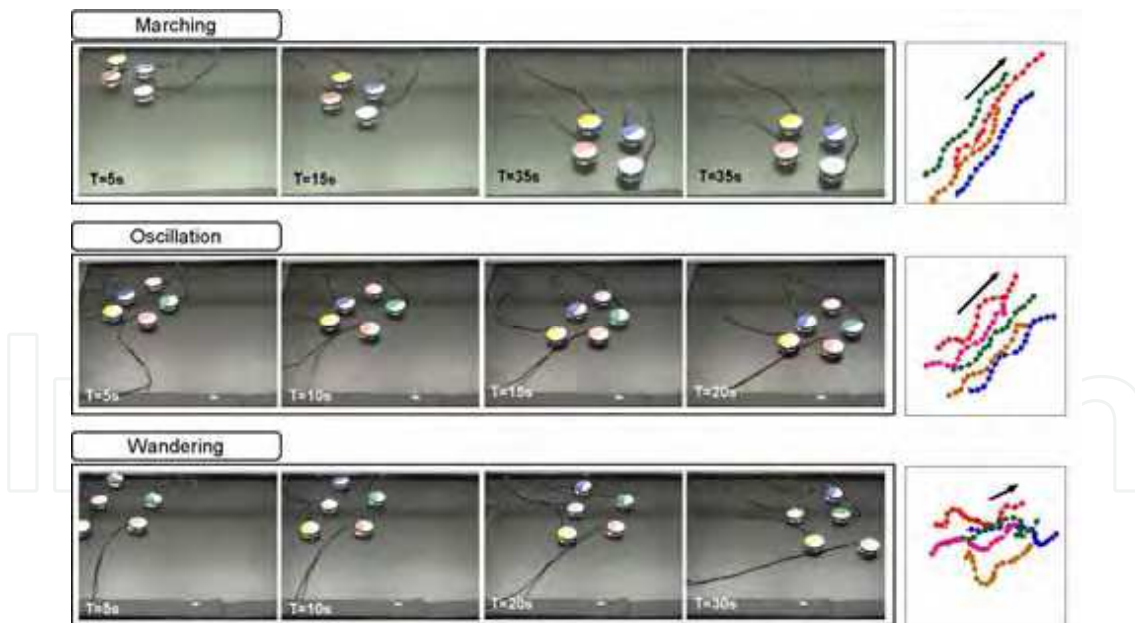 Marching
T=5s
T=15s
T=35s
T=35s
Oscillation
T=5s
T=10s
T=15s
T=20s
Wandering
T=5s
T=10s
T=20s
T=30s